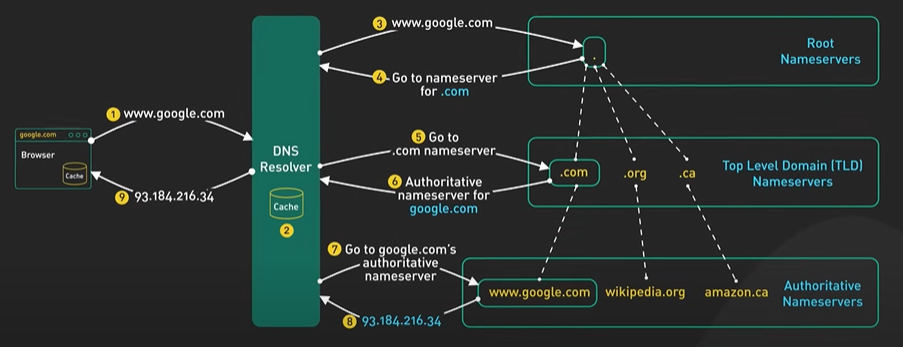 3 www.google.com
Root
Nameservers
.
4 Go to nameserver
for .com
1 www.google.com
google.com
Browser
Cache
9 93.184.216.34
DNS
Resolver
Cache
2
5 Go to
.com nameserver
6 Authoritative
nameserver for
google.com
.com
.org
.ca
Top Level Domain (TLD)
Nameservers
7 Go to google.com's
authoritative
nameserver
8 93.184.216.34
www.google.com
wikipedia.org
amazon.ca
Authoritative
Nameservers